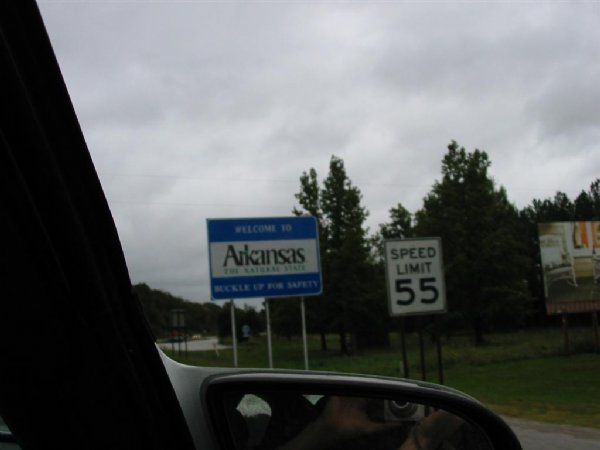 WELCOME TO
Arkansas
THE NATURAL STATE
BUCKLE UP FOR SAFETY
SPEED
LIMIT
55